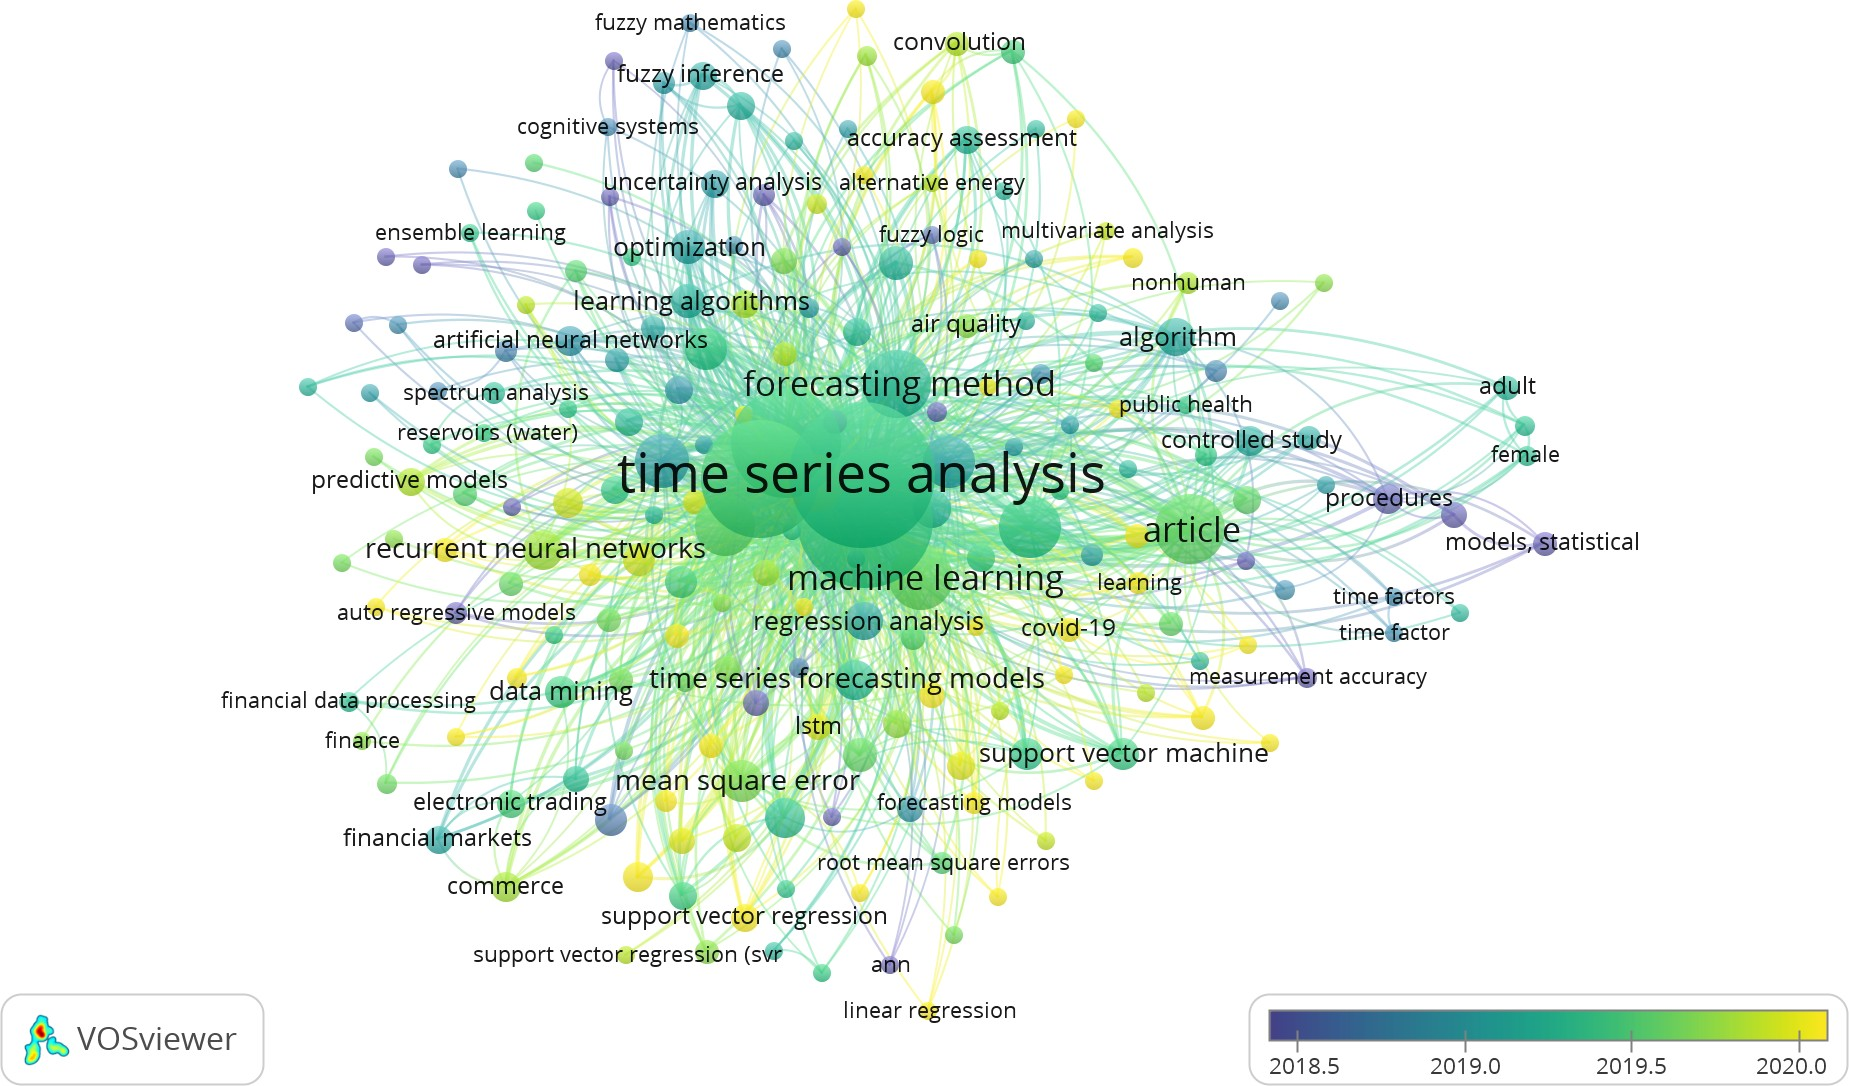 fuzzy mathematics
convolution
fuzzy inference
cognitive systems
accuracy assessment
uncertainty analysis
alternative energy
ensemble learning
optimization
fuzzy logic
multivariate analysis
nonhuman
learning algorithms
air quality
algorithm
artificial neural networks
forecasting method
adult
spectrum analysis
public health
reservoirs (water)
controlled study
female
time series analysis
predictive models
procedures
article
models, statistical
recurrent neural networks
machine learning
learning
time factors
auto regressive models
regression analysis
covid-19
time factor
time series forecasting models
measurement accuracy
financial data processing
data mining
lstm
finance
support vector machine
mean square error
electronic trading
forecasting models
financial markets
root mean square errors
commerce
support vector regression
support vector regression (svr
ann
linear regression
VOSviewer
2018.5
2019.0
2019.5
2020.0